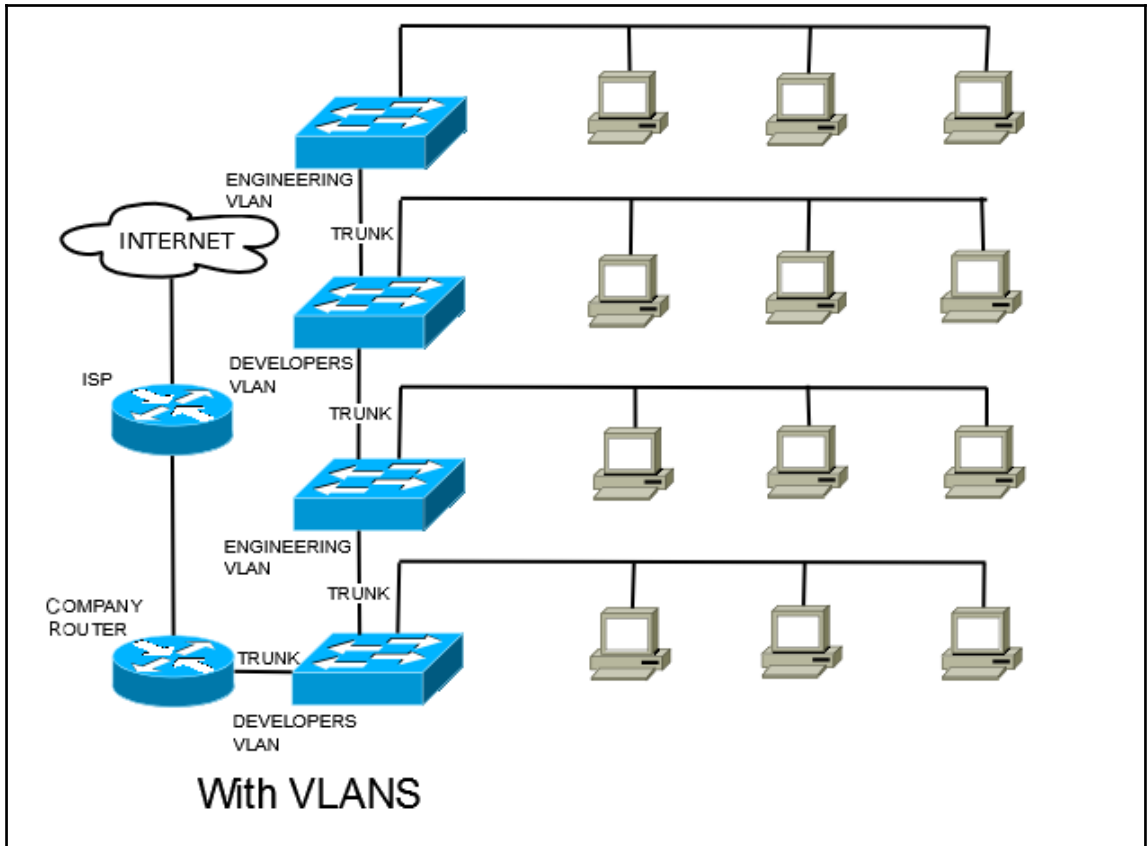 ENGINEERING
VLAN
TRUNK
INTERNET
DEVELOPERS
VLAN
ISP
TRUNK
ENGINEERING
VLAN
TRUNK
COMPANY
ROUTER
TRUNK
DEVELOPERS
VLAN
With VLANS